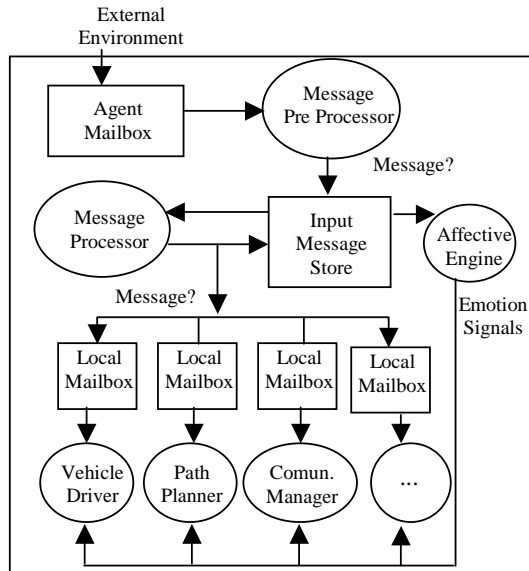 External
Environment
Agent
Mailbox
Message
Pre Processor
Message?
Message
Processor
Input
Message
Store
Affective
Engine
Message?
Emotion
Signals
Local
Mailbox
Local
Mailbox
Local
Mailbox
Local
Mailbox
Vehicle
Driver
Path
Planner
Comun.
Manager
...